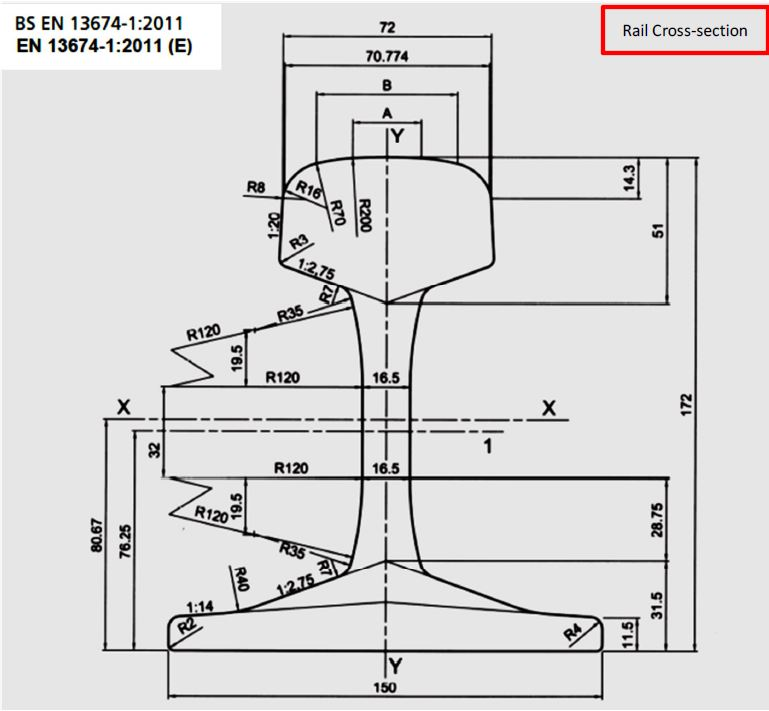 BS EN 13674-1:2011
EN 13674-1:2011 (E)
Rail Cross-section
72
70.774
B
A
Y
R8
R16
R70
R200
14.3
1:20
R3
51
1:2,75
R7
R35
R120
19.5
R120
16.5
172
X
X
1
32
R120
16.5
80.67
76.25
R120
19.5
28.75
R35
R7
R40
1:2,75
1:14
31.5
R2
R4
11.5
Y
150